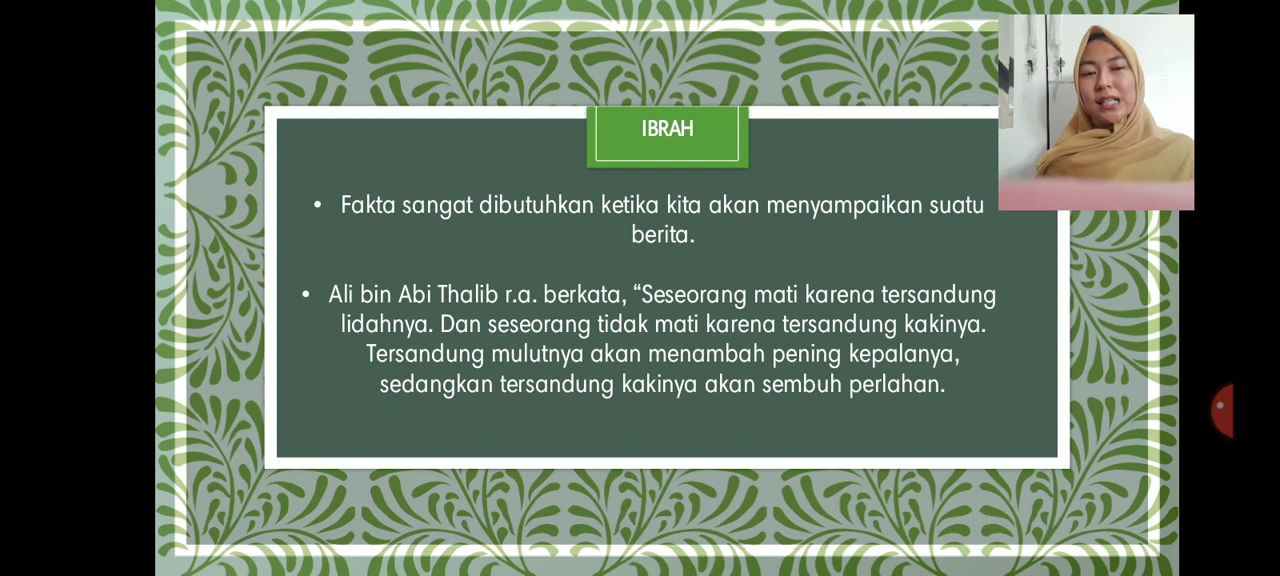 IBRAH
• Fakta sangat dibutuhkan ketika kita akan menyampaikan suatu
berita.
• Ali bin Abi Thalib r.a. berkata, “Seseorang mati karena tersandung
lidahnya. Dan seseorang tidak mati karena tersandung kakinya.
Tersandung mulutnya akan menambah pening kepalanya,
sedangkan tersandung kakinya akan sembuh perlahan.